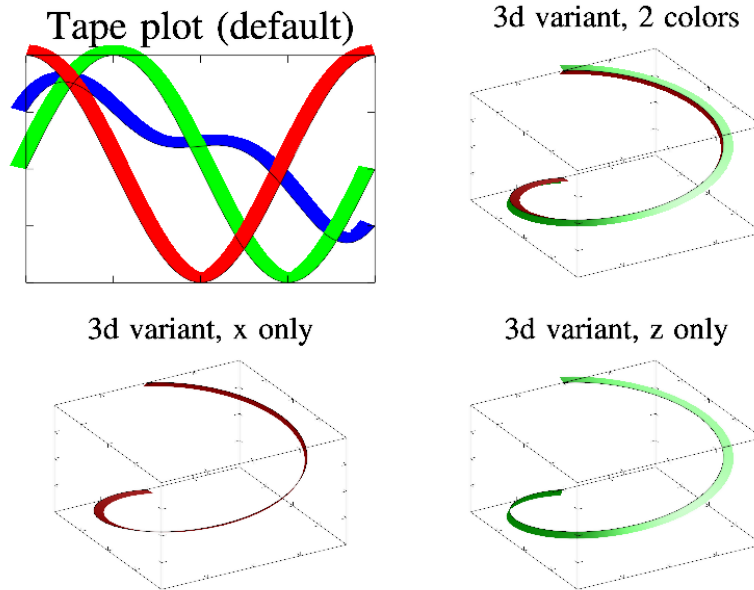 Tape plot (default)
3d variant, 2 colors
3d variant, x only
3d variant, z only